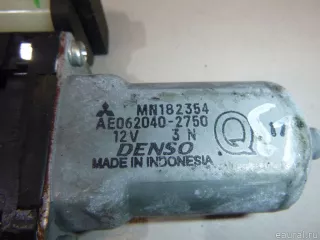 MN182354
AE062040-2750
12V 3 N
DENSO
MADE IN INDONESIA
Q